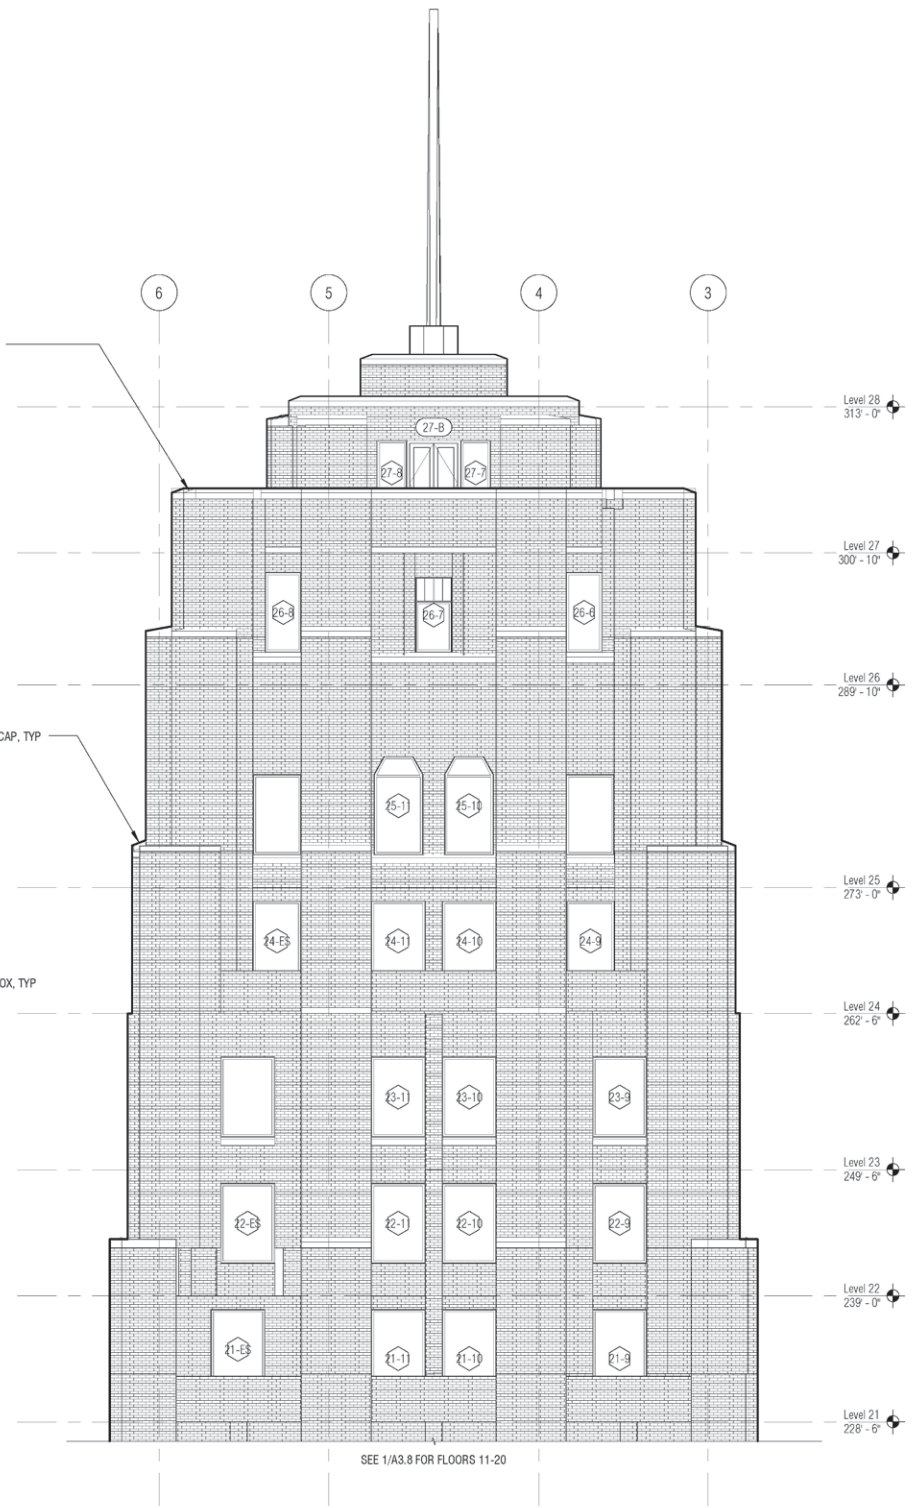 6 5 4 3
Level 28
313' - 0"
27-B
27-8 27-7
Level 27
300' - 10"
26-8 26-7 26-6
Level 26
289' - 10"
CAP, TYP
25-11 25-10
Level 25
273' - 0"
24-ES 24-11 24-10 24-9
OX, TYP
Level 24
262' - 6"
23-11 23-10 23-9
Level 23
249' - 6"
22-ES 22-11 22-10 22-9
Level 22
239' - 0"
21-ES 21-11 21-10 21-9
Level 21
228' - 6"
SEE 1/A3.8 FOR FLOORS 11-20